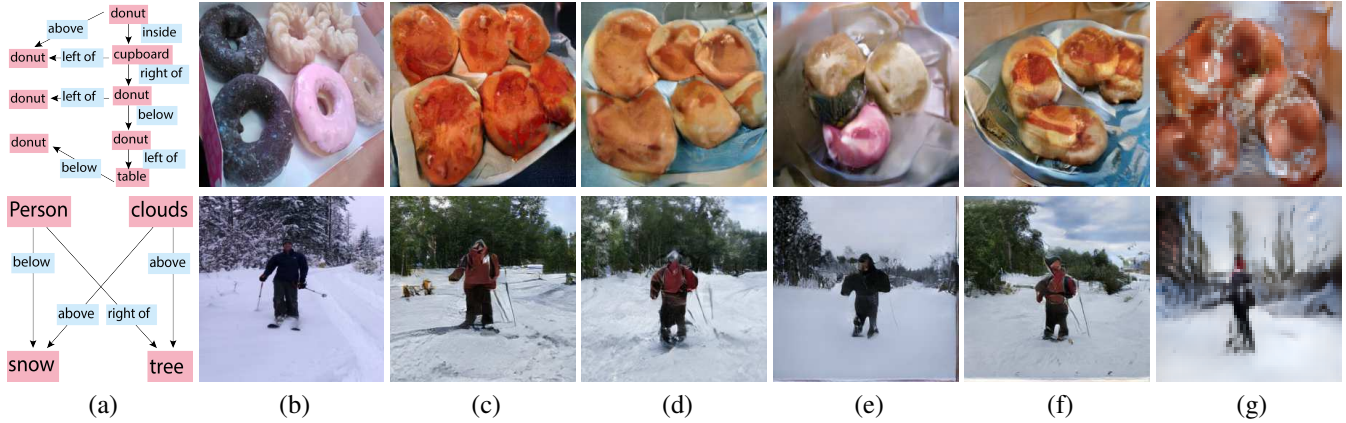 donut
above
inside
donut
left of
cupboard
right of
donut
left of
donut
below
donut
donut
left of
below
table
Person
clouds
below
above
above
right of
snow
tree
(a)
(b)
(c)
(d)
(e)
(f)
(g)